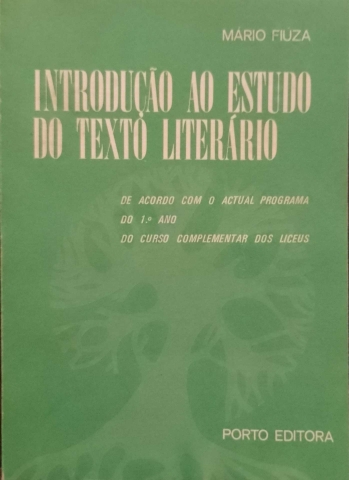 MÁRIO FIÚZA
INTRODUÇÃO AO ESTUDO
DO TEXTO LITERÁRIO
DE ACORDO COM O ACTUAL PROGRAMA
DO 1.º ANO
DO CURSO COMPLEMENTAR DOS LICEUS
PORTO EDITORA